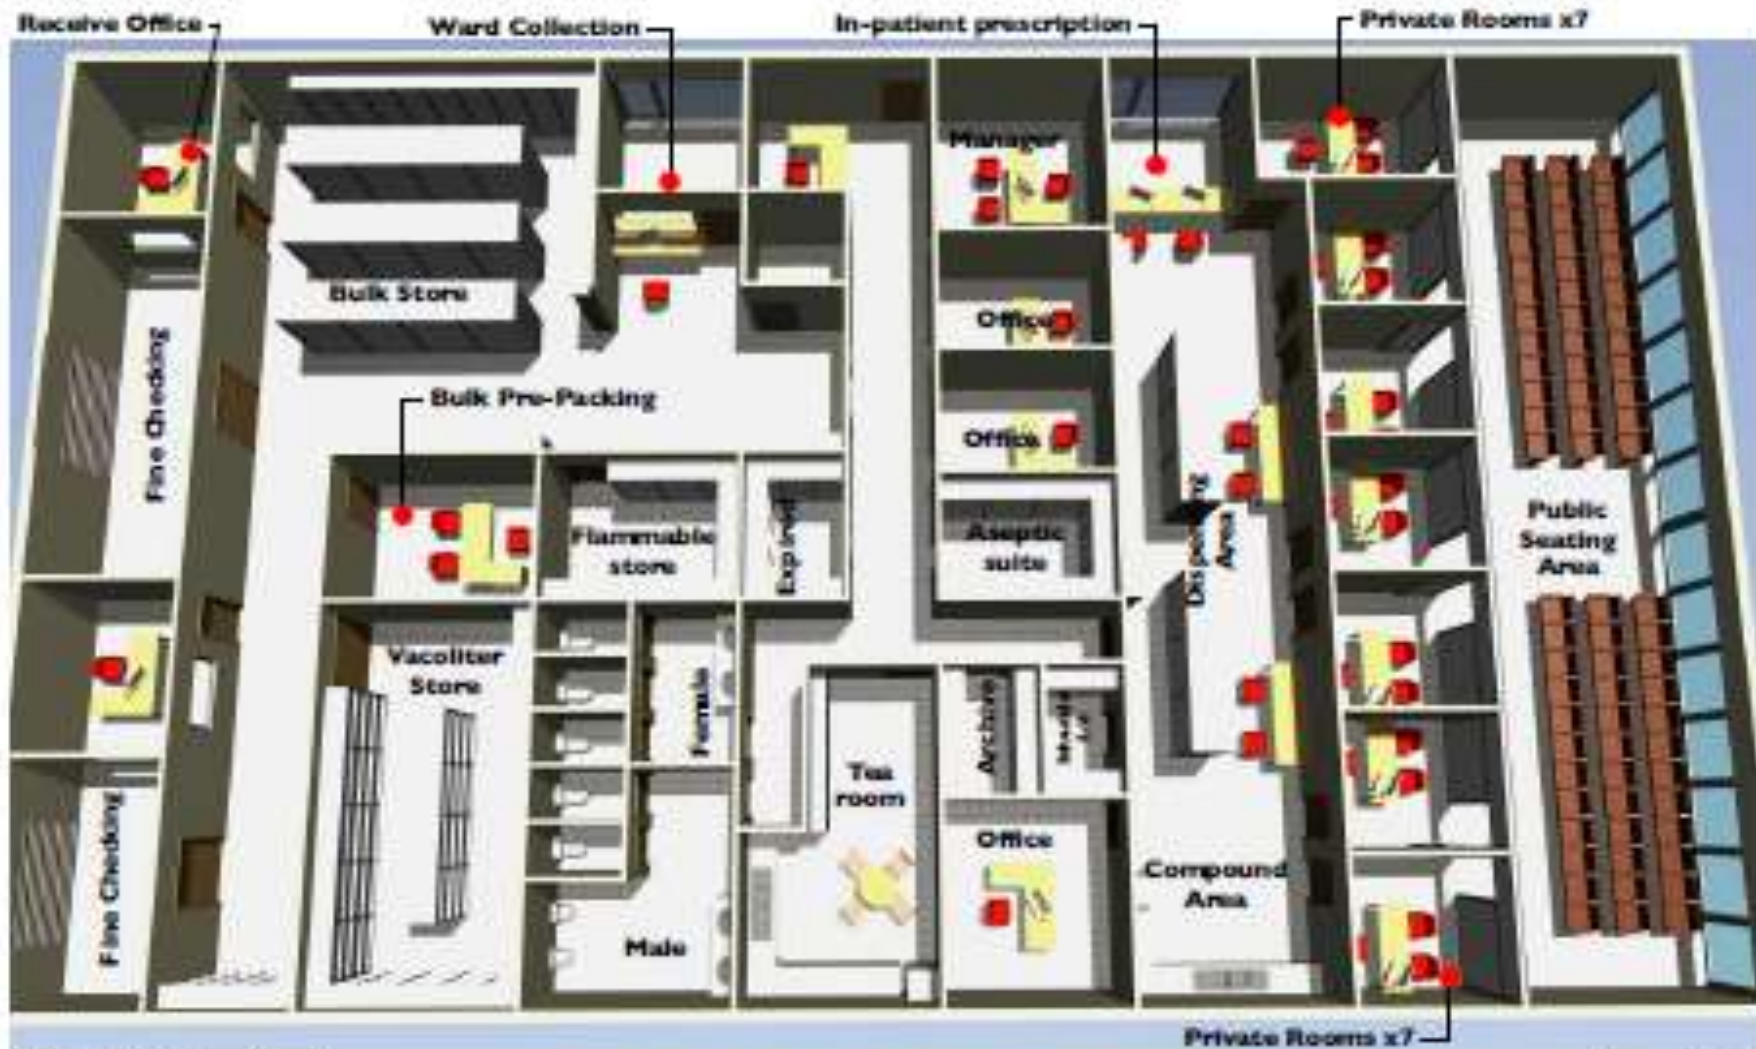 Receive Office
Ward Collection
In-patient prescription
Private Rooms x7
Manager
Bulk Store
Office
Fine Checking
Bulk Pre-Packing
Office
Flammable
store
Expired
Aseptic
suite
Dispensing
Area
Public
Seating
Area
Vacoliter
Store
Female
Archive
Tea
room
Office
Fine Checking
Compound
Area
Male
Private Rooms x7